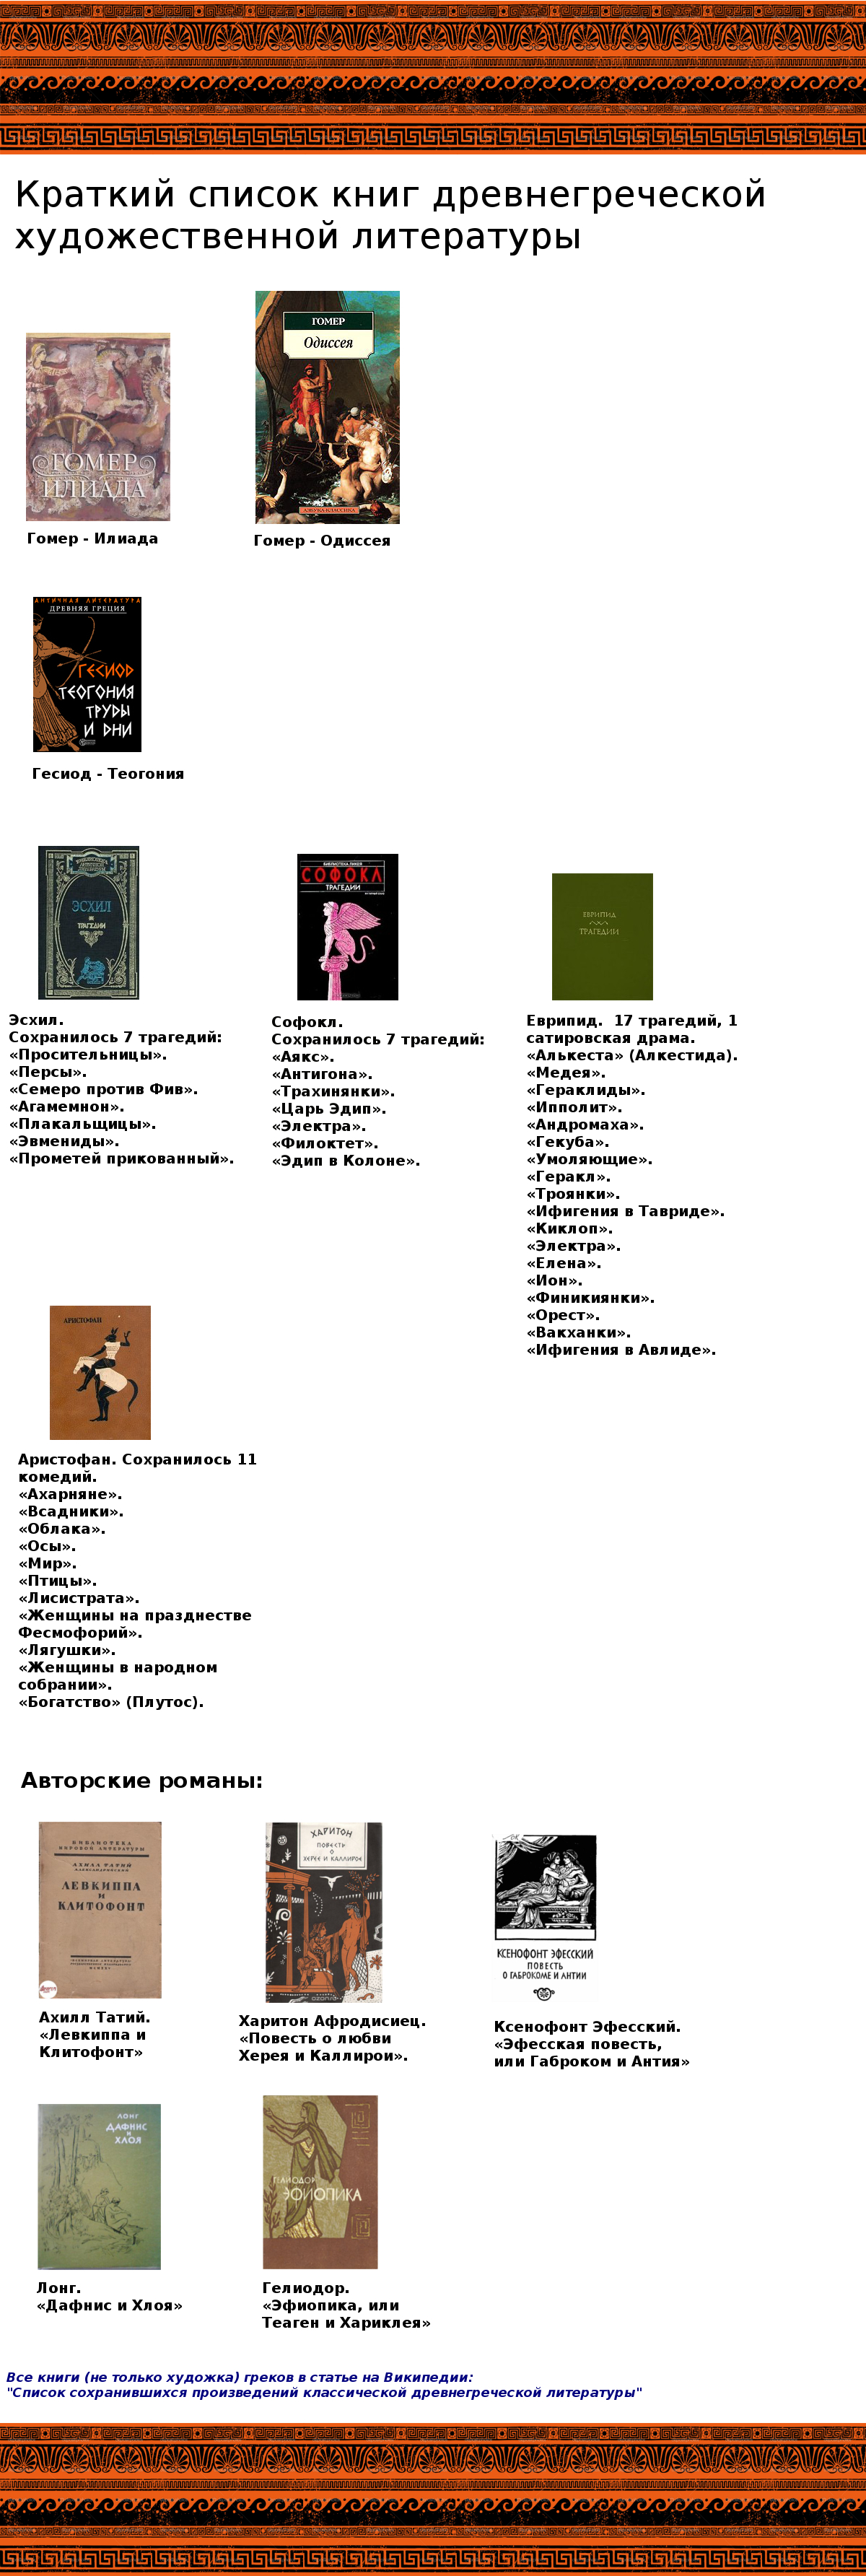 Краткий список книг древнегреческой
художественной литературы
ГОМЕР
ИЛИАДА
Гомер - Илиада
ГОМЕР
Одиссея
АЗБУКА-КЛАССИКА
Гомер - Одиссея
АНТИЧНАЯ ЛИТЕРАТУРА
ДРЕВНЯЯ ГРЕЦИЯ
ГЕСИОД
ТЕОГОНИЯ
ТРУДЫ
И ДНИ
Гесиод - Теогония
ЭСХИЛ
ТРАГЕДИИ
Эсхил.
Сохранилось 7 трагедий:
«Просительницы».
«Персы».
«Семеро против Фив».
«Агамемнон».
«Плакальщицы».
«Эвмениды».
«Прометей прикованный».
СОФОКЛ
ТРАГЕДИИ
Софокл.
Сохранилось 7 трагедий:
«Аякс».
«Антигона».
«Трахинянки».
«Царь Эдип».
«Электра».
«Филоктет».
«Эдип в Колоне».
ЕВРИПИД
ТРАГЕДИИ
Еврипид.  17 трагедий, 1
сатировская драма.
«Алькеста» (Алкестида).
«Медея».
«Гераклиды».
«Ипполит».
«Андромаха».
«Гекуба».
«Умоляющие».
«Геракл».
«Троянки».
«Ифигения в Тавриде».
«Киклоп».
«Электра».
«Елена».
«Ион».
«Финикиянки».
«Орест».
«Вакханки».
«Ифигения в Авлиде».
АРИСТОФАН
Аристофан. Сохранилось 11
комедий.
«Ахарняне».
«Всадники».
«Облака».
«Осы».
«Мир».
«Птицы».
«Лисистрата».
«Женщины на празднестве
Фесмофорий».
«Лягушки».
«Женщины в народном
собрании».
«Богатство» (Плутос).
Авторские романы:
БИБЛИОТЕКА
МИРОВОЙ ЛИТЕРАТУРЫ
АХИЛЛ ТАТИЙ
АЛЕКСАНДРИЙСКИЙ
ЛЕВКИППА
И
КЛИТОФОНТ
Ахилл Татий.
«Левкиппа и
Клитофонт»
ХАРИТОН
ПОВЕСТЬ
О
ХЕРЕЕ И КАЛЛИРОЕ
Харитон Афродисиец.
«Повесть о любви
Херея и Каллирои».
КСЕНОФОНТ ЭФЕССКИЙ
ПОВЕСТЬ
О ГАБРОКОМЕ И АНТИИ
Ксенофонт Эфесский.
«Эфесская повесть,
или Габроком и Антия»
ЛОНГ
ДАФНИС
И
ХЛОЯ
Лонг.
«Дафнис и Хлоя»
ГЕЛИОДОР
ЭФИОПИКА
Гелиодор.
«Эфиопика, или
Теаген и Хариклея»
Все книги (не только художка) греков в статье на Википедии:
"Список сохранившихся произведений классической древнегреческой литературы"